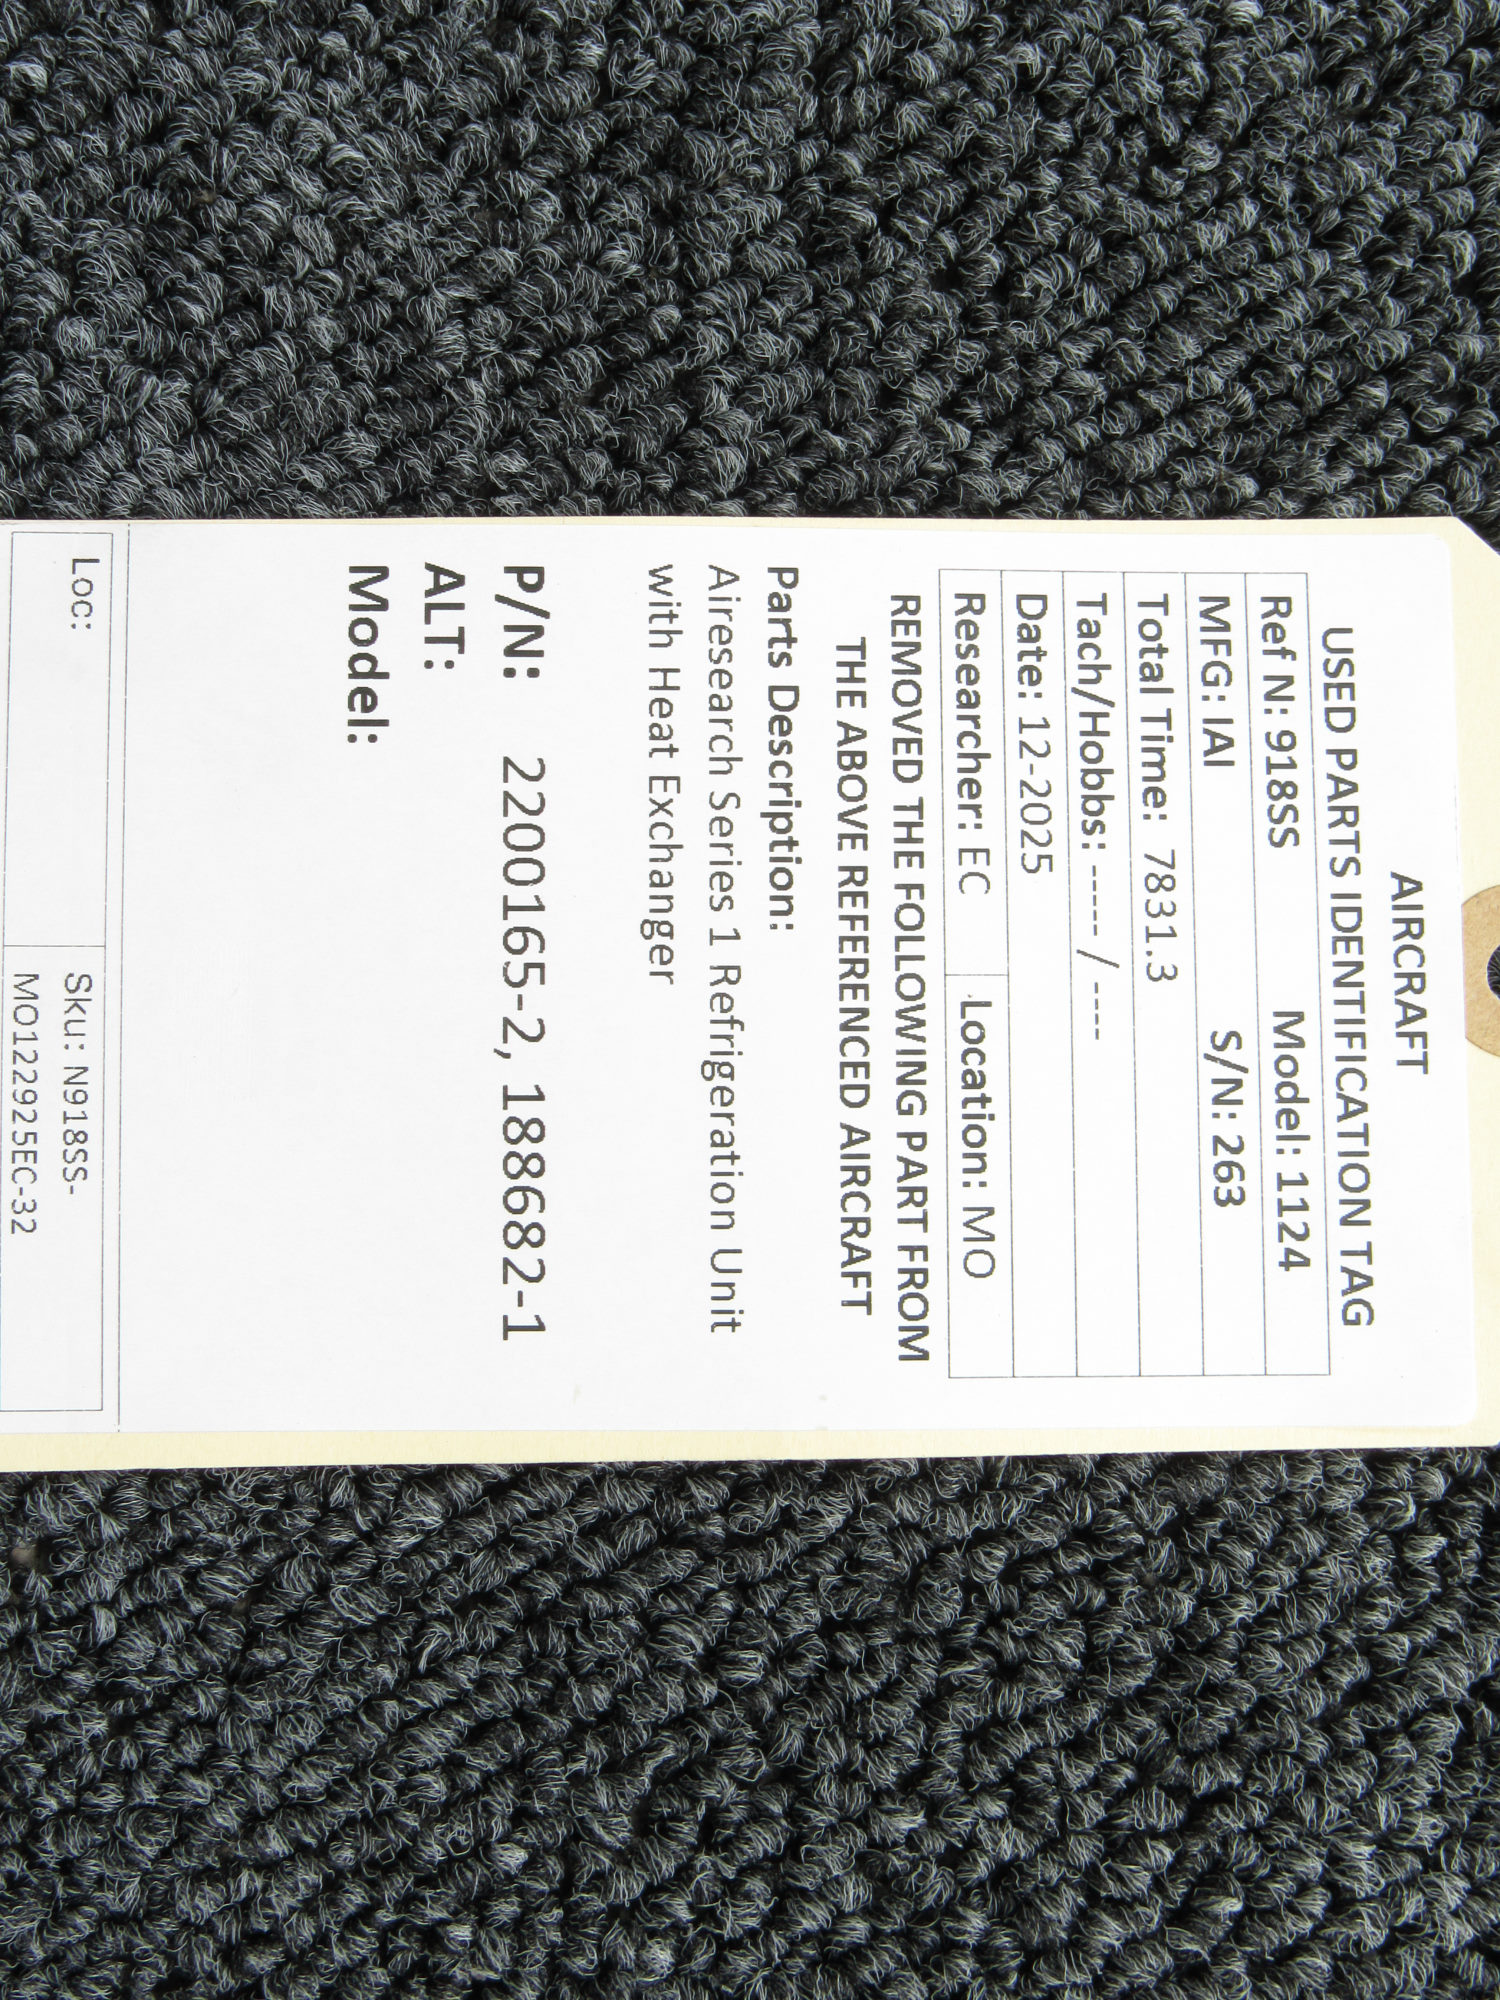 AIRCRAFT
USED PARTS IDENTIFICATION TAG
Ref N: 918SS Model: 1124
MFG: IAI S/N: 263
Total Time: 7831.3
Tach/Hobbs: ----- / ----
Date: 12-2025
Researcher: EC Location: MO
REMOVED THE FOLLOWING PART FROM
THE ABOVE REFERENCED AIRCRAFT
Parts Description:
Airesearch Series 1 Refrigeration Unit
with Heat Exchanger
P/N: 2200165-2, 188682-1
ALT:
Model:
Loc: Sku: N918SS-
MO122925EC-32